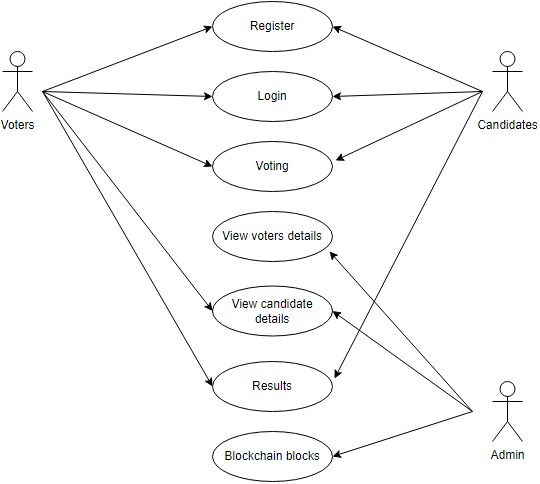 Register
Voters
Candidates
Login
Voting
View voters details
View candidate
details
Results
Admin
Blockchain blocks